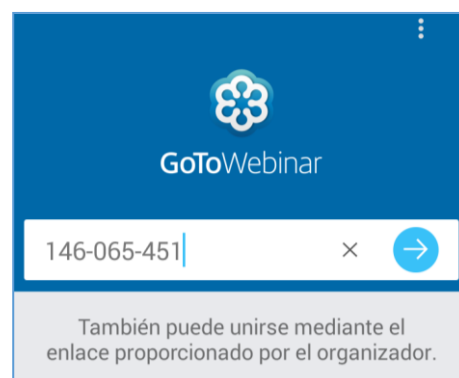 GoToWebinar
146-065-451
También puede unirse mediante el
enlace proporcionado por el organizador.